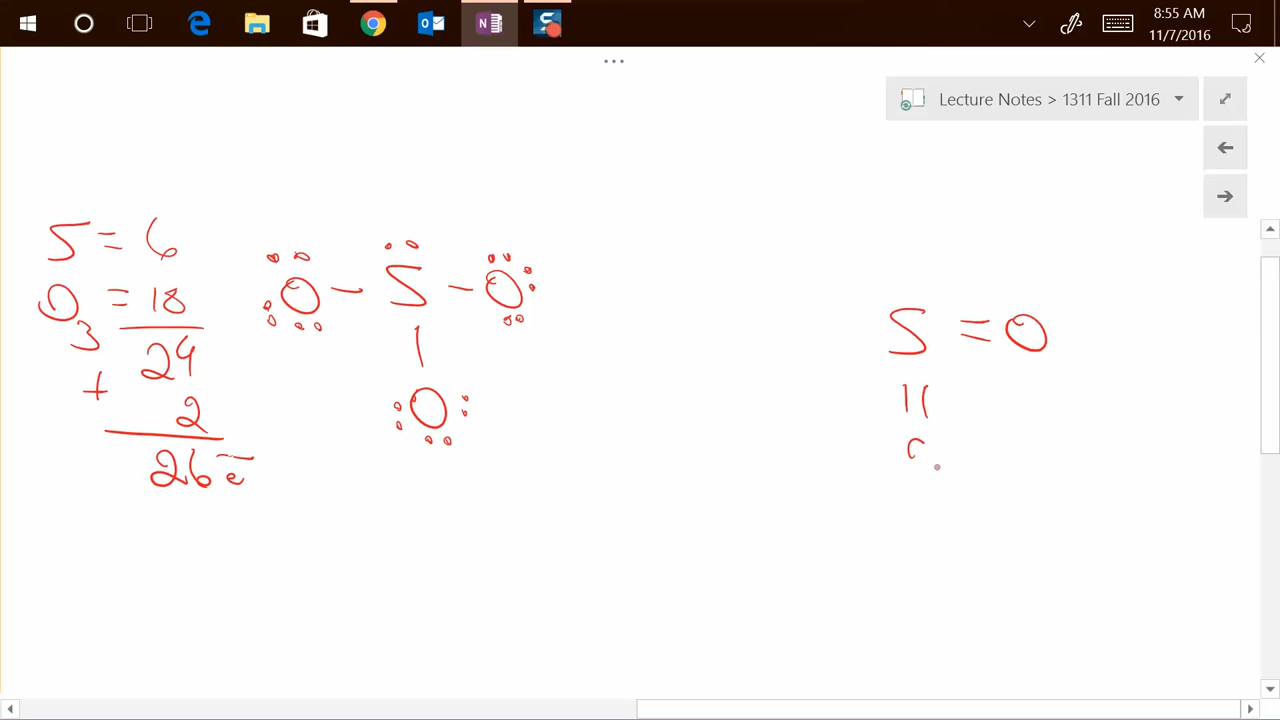 8:55 AM
11/7/2016
Lecture Notes > 1311 Fall 2016
S = 6
O3 = 18
24
+ 2
26 e⁻
O - S - O
|
O
S = O
||